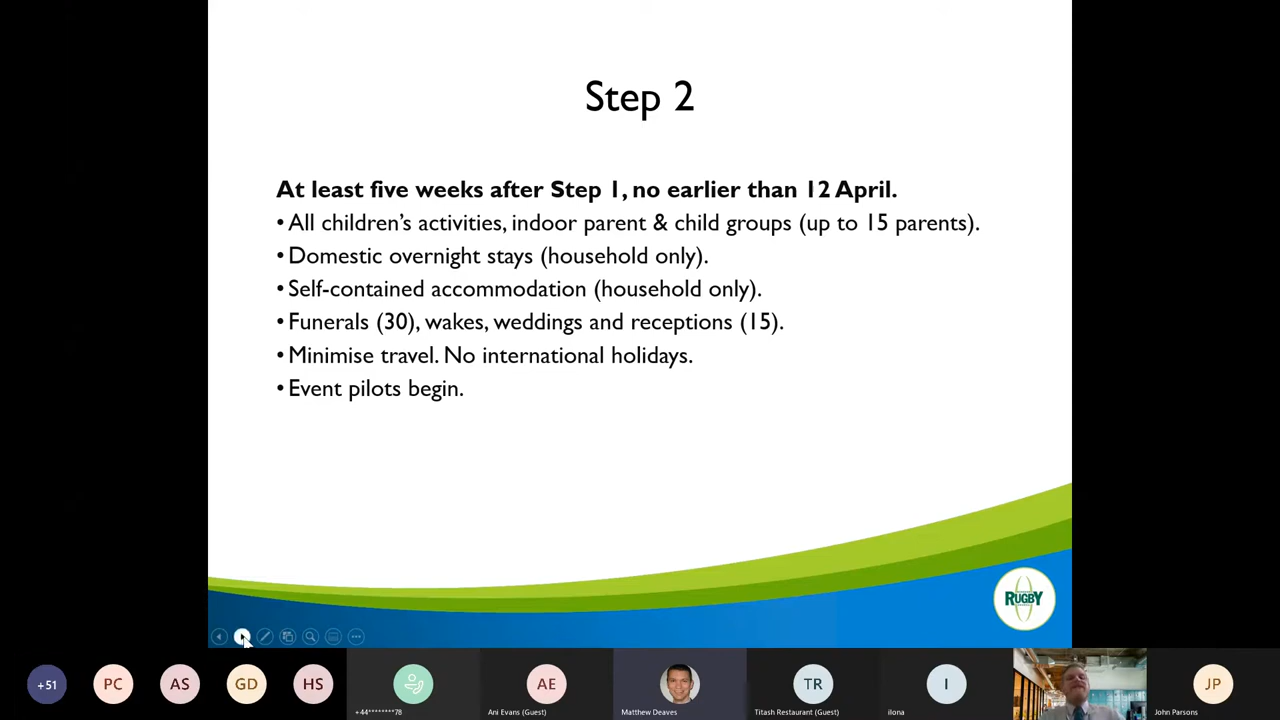 Step 2
At least five weeks after Step 1, no earlier than 12 April.
• All children's activities, indoor parent & child groups (up to 15 parents).
• Domestic overnight stays (household only).
• Self-contained accommodation (household only).
• Funerals (30), wakes, weddings and receptions (15).
• Minimise travel. No international holidays.
• Event pilots begin.
RUGBY
+51
PC
AS
GD
HS
AE
TR
I
JP
+44********78
Ani Evans (Guest)
Matthew Deaves
Titash Restaurant (Guest)
ilona
John Parsons